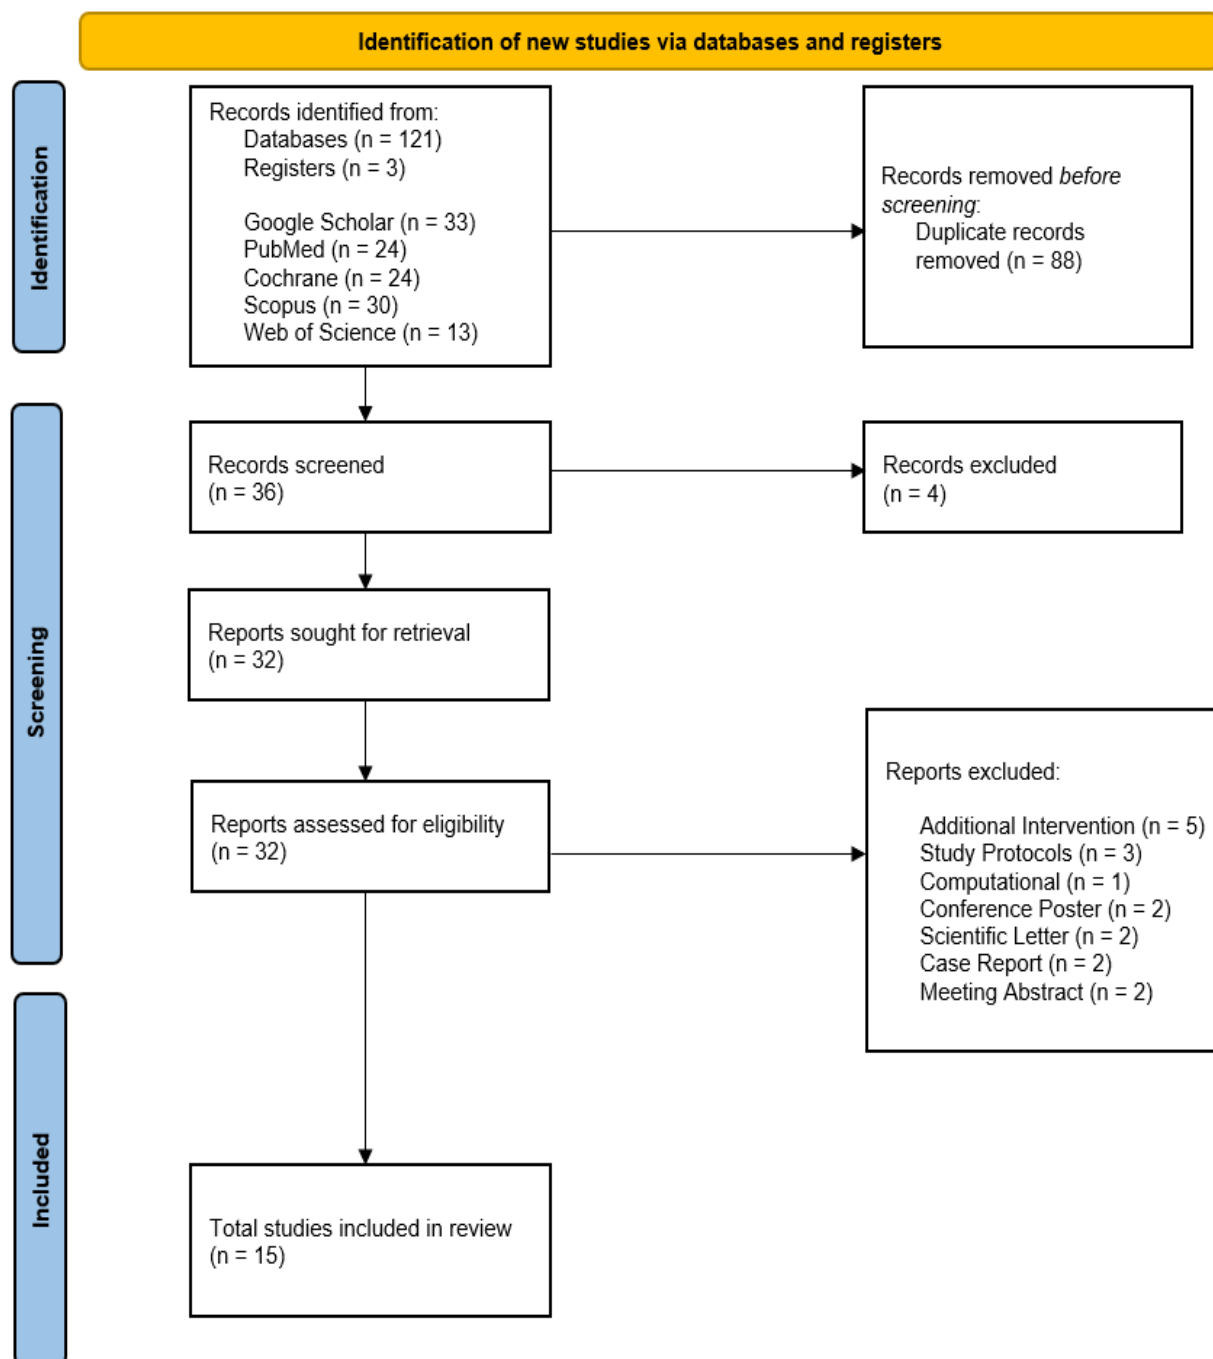 Identification of new studies via databases and registers
Identification
Records identified from:
Databases (n = 121)
Registers (n = 3)
Google Scholar (n = 33)
PubMed (n = 24)
Cochrane (n = 24)
Scopus (n = 30)
Web of Science (n = 13)
Records removed before
screening:
Duplicate records
removed (n = 88)
Screening
Records screened
(n = 36)
Records excluded
(n = 4)
Reports sought for retrieval
(n = 32)
Reports assessed for eligibility
(n = 32)
Reports excluded:
Additional Intervention (n = 5)
Study Protocols (n = 3)
Computational (n = 1)
Conference Poster (n = 2)
Scientific Letter (n = 2)
Case Report (n = 2)
Meeting Abstract (n = 2)
Included
Total studies included in review
(n = 15)